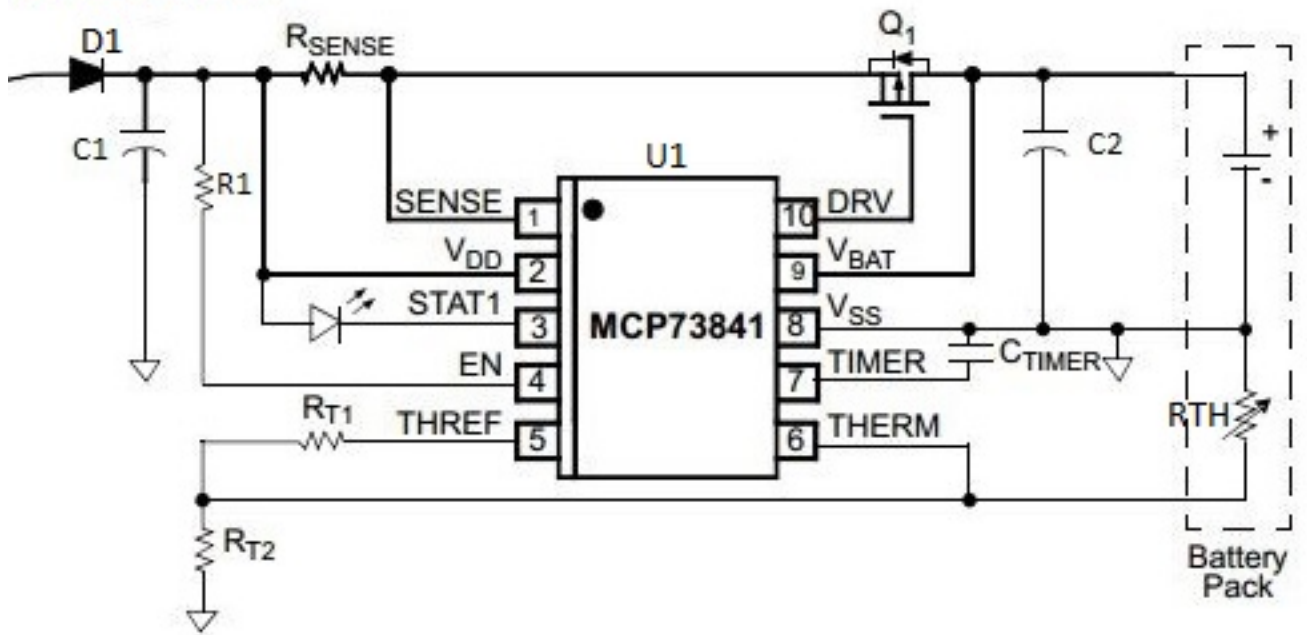 D1
RSENSE
Q1
C1
R1
U1
C2
+
-
SENSE
1
10
DRV
VDD
2
9
VBAT
STAT1
3
MCP73841
8
VSS
EN
4
7
TIMER
CTIMER
RT1
THREF
5
6
THERM
RTH
RT2
Battery
Pack